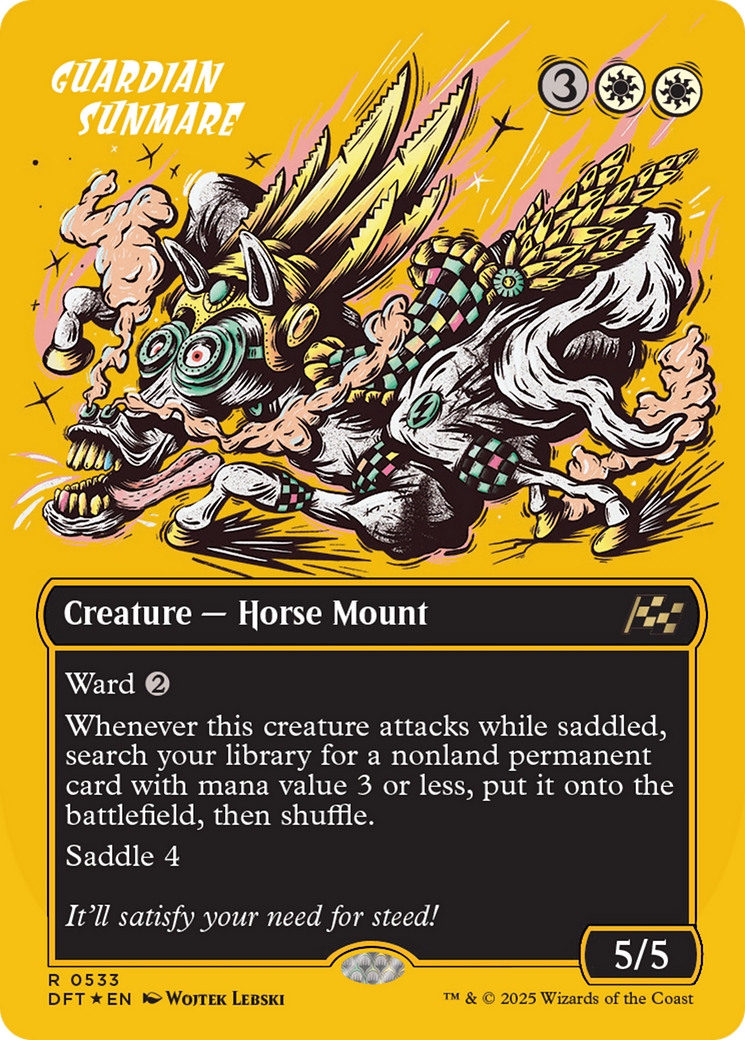 GUARDIAN
SUNMARE
3
Creature — Horse Mount
Ward 2
Whenever this creature attacks while saddled,
search your library for a nonland permanent
card with mana value 3 or less, put it onto the
battlefield, then shuffle.
Saddle 4
It'll satisfy your need for steed!
5/5
R 0533
DFT ★ EN Wojtek Lebski
™ & © 2025 Wizards of the Coast